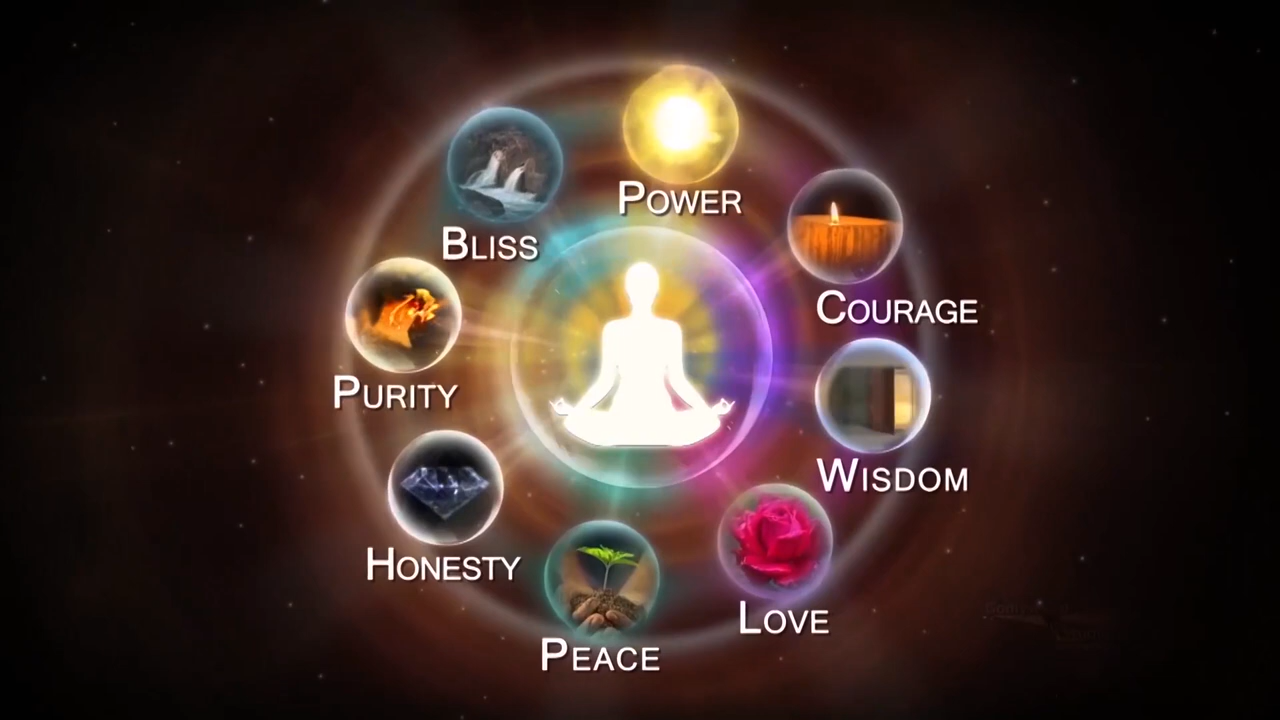 POWER
BLISS
COURAGE
PURITY
WISDOM
HONESTY
LOVE
PEACE